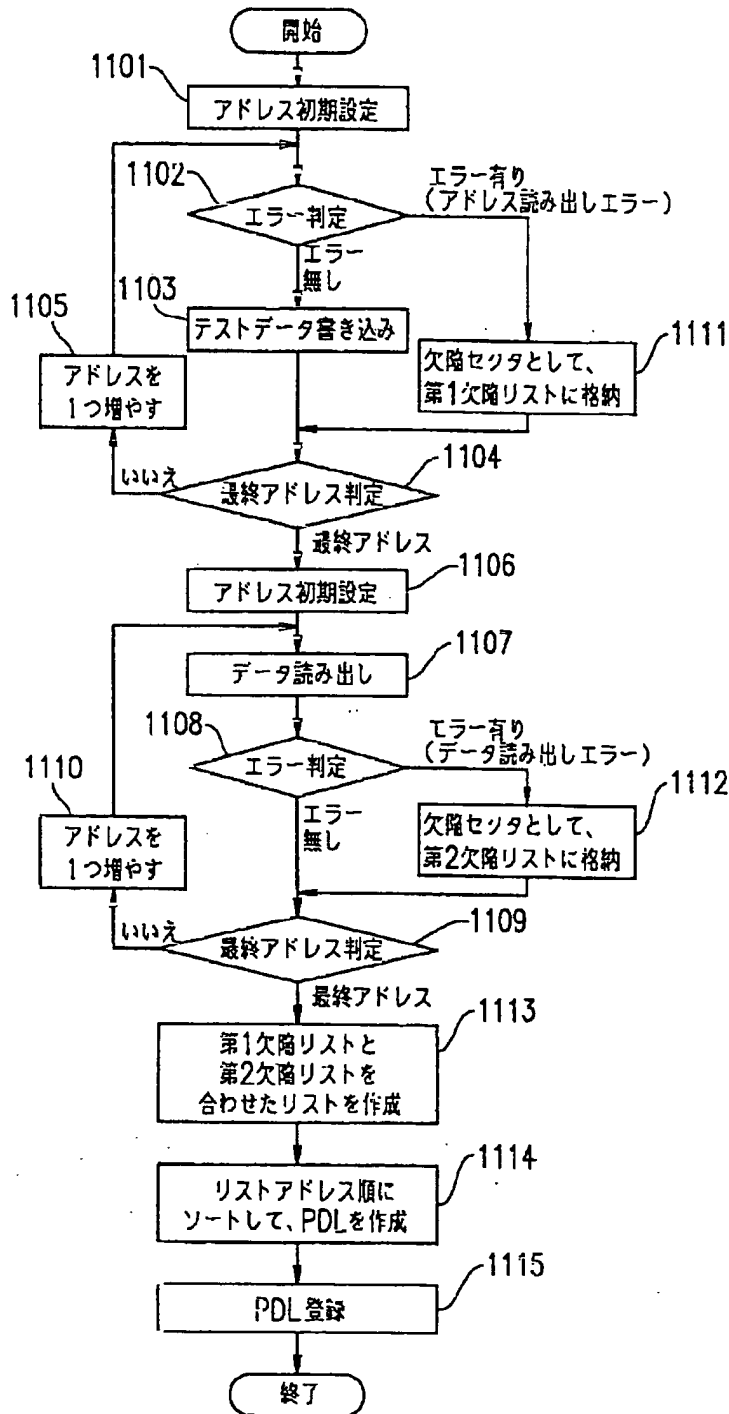 開始
1101
アドレス初期設定
1102
エラー判定
エラー有り
(アドレス読み出しエラー)
エラー
無し
1103
テストデータ書き込み
1105
アドレスを
1つ増やす
1111
欠陥セクタとして、
第1欠陥リストに格納
1104
いいえ
最終アドレス判定
最終アドレス
1106
アドレス初期設定
1107
データ読み出し
1108
エラー判定
エラー有り
(データ読み出しエラー)
エラー
無し
1110
アドレスを
1つ増やす
1112
欠陥セクタとして、
第2欠陥リストに格納
1109
いいえ
最終アドレス判定
最終アドレス
1113
第1欠陥リストと
第2欠陥リストを
合わせたリストを作成
1114
リストアドレス順に
ソートして、PDLを作成
1115
PDL登録
終了